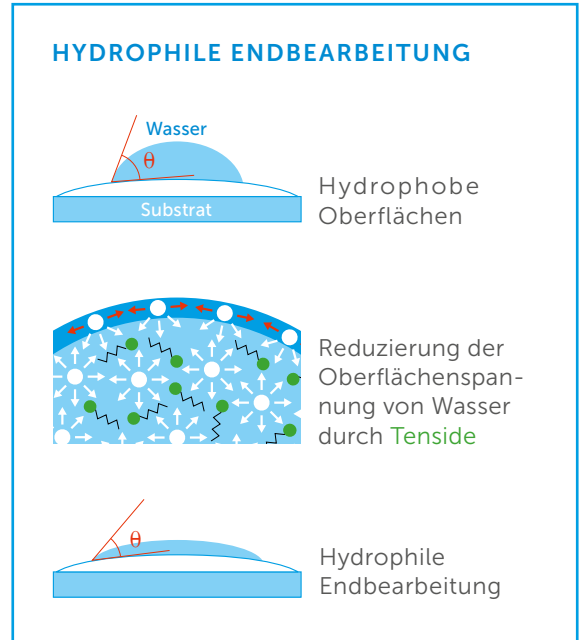 HYDROPHILE ENDBEARBEITUNG
Wasser
θ
Substrat
Hydrophobe
Oberflächen
Reduzierung der
Oberflächenspan-
nung von Wasser
durch Tenside
θ
Hydrophile
Endbearbeitung